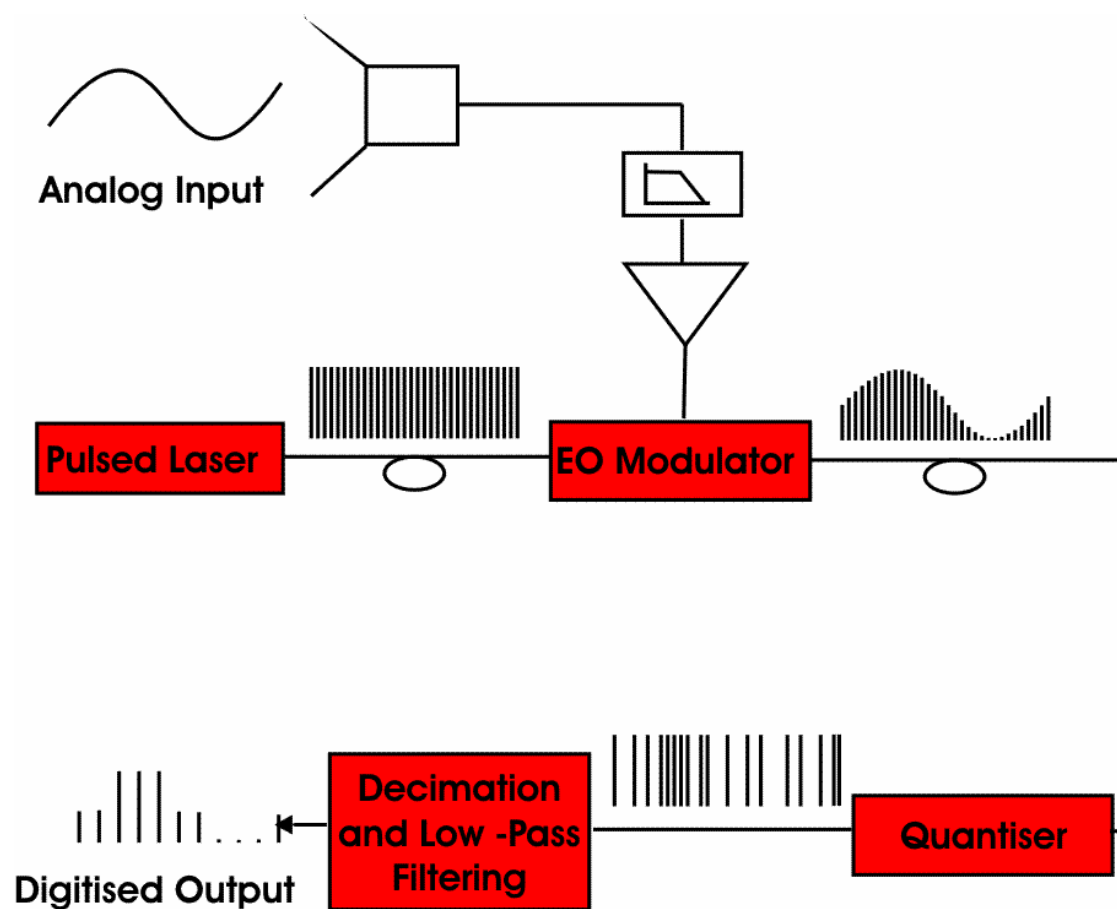 Analog Input
Pulsed Laser
EO Modulator
Decimation
and Low -Pass
Filtering
Quantiser
Digitised Output